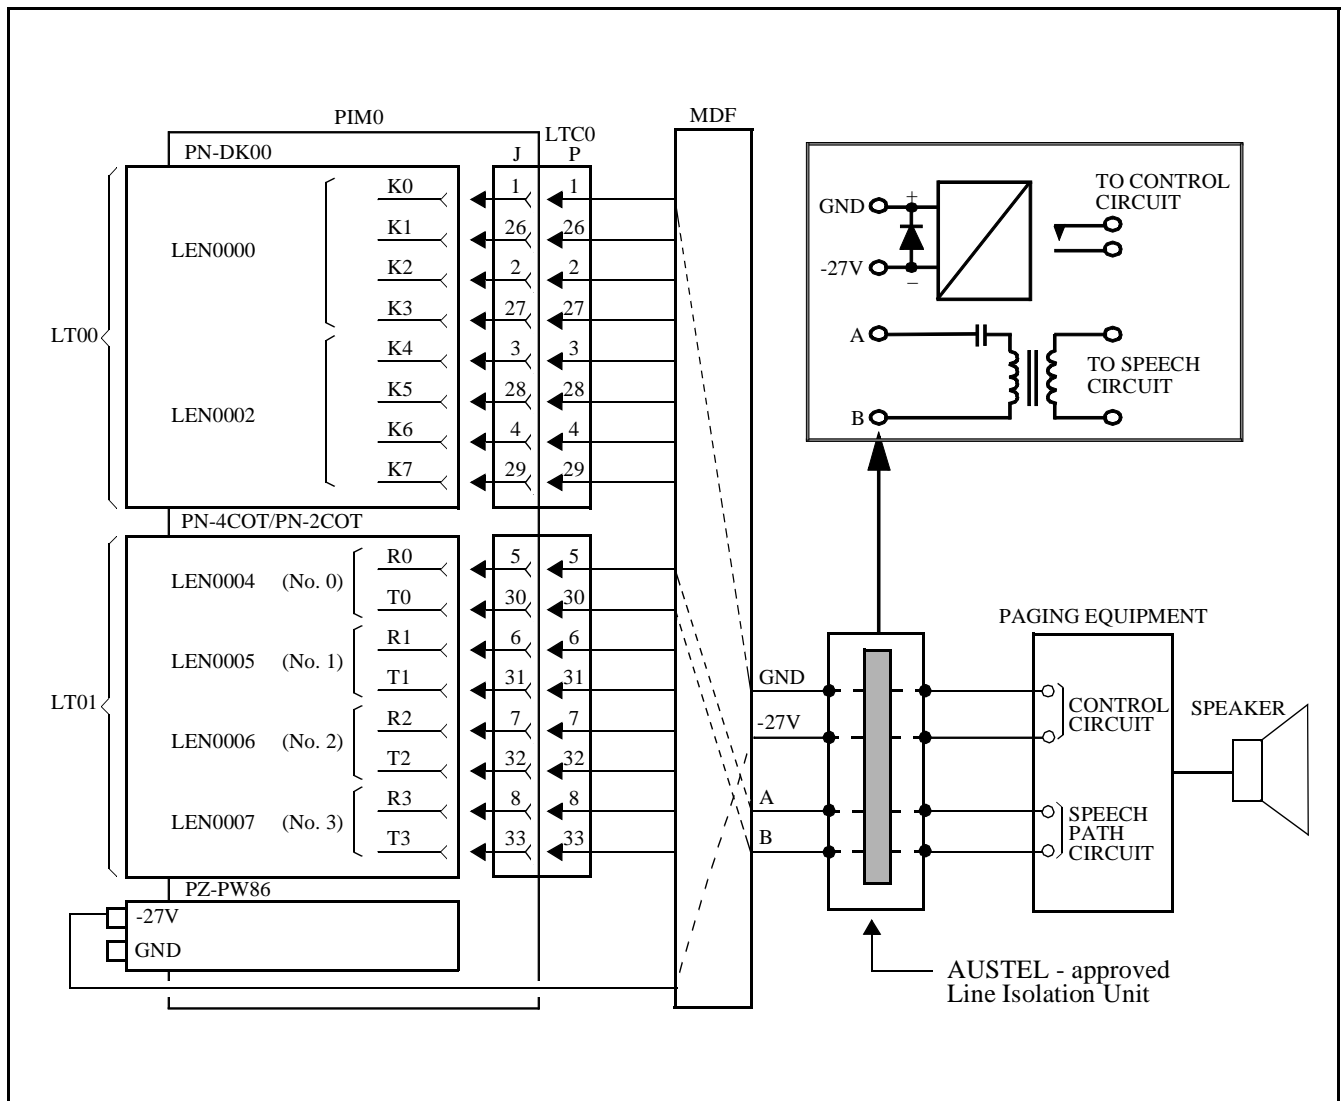 PIM0
MDF
LTC0
PN-DK00
J
P
K0
1
1
K1
26
26
LEN0000
K2
2
2
K3
27
27
LT00
K4
3
3
K5
28
28
LEN0002
K6
4
4
K7
29
29
PN-4COT/PN-2COT
R0
5
5
LEN0004
(No. 0)
T0
30
30
R1
6
6
LEN0005
(No. 1)
T1
31
31
LT01
R2
7
7
LEN0006
(No. 2)
T2
32
32
R3
8
8
LEN0007
(No. 3)
T3
33
33
PZ-PW86
-27V
GND
GND
+
-27V
−
TO CONTROL
CIRCUIT
A
TO SPEECH
CIRCUIT
B
GND
-27V
A
B
PAGING EQUIPMENT
CONTROL
CIRCUIT
SPEECH
PATH
CIRCUIT
SPEAKER
AUSTEL - approved
Line Isolation Unit